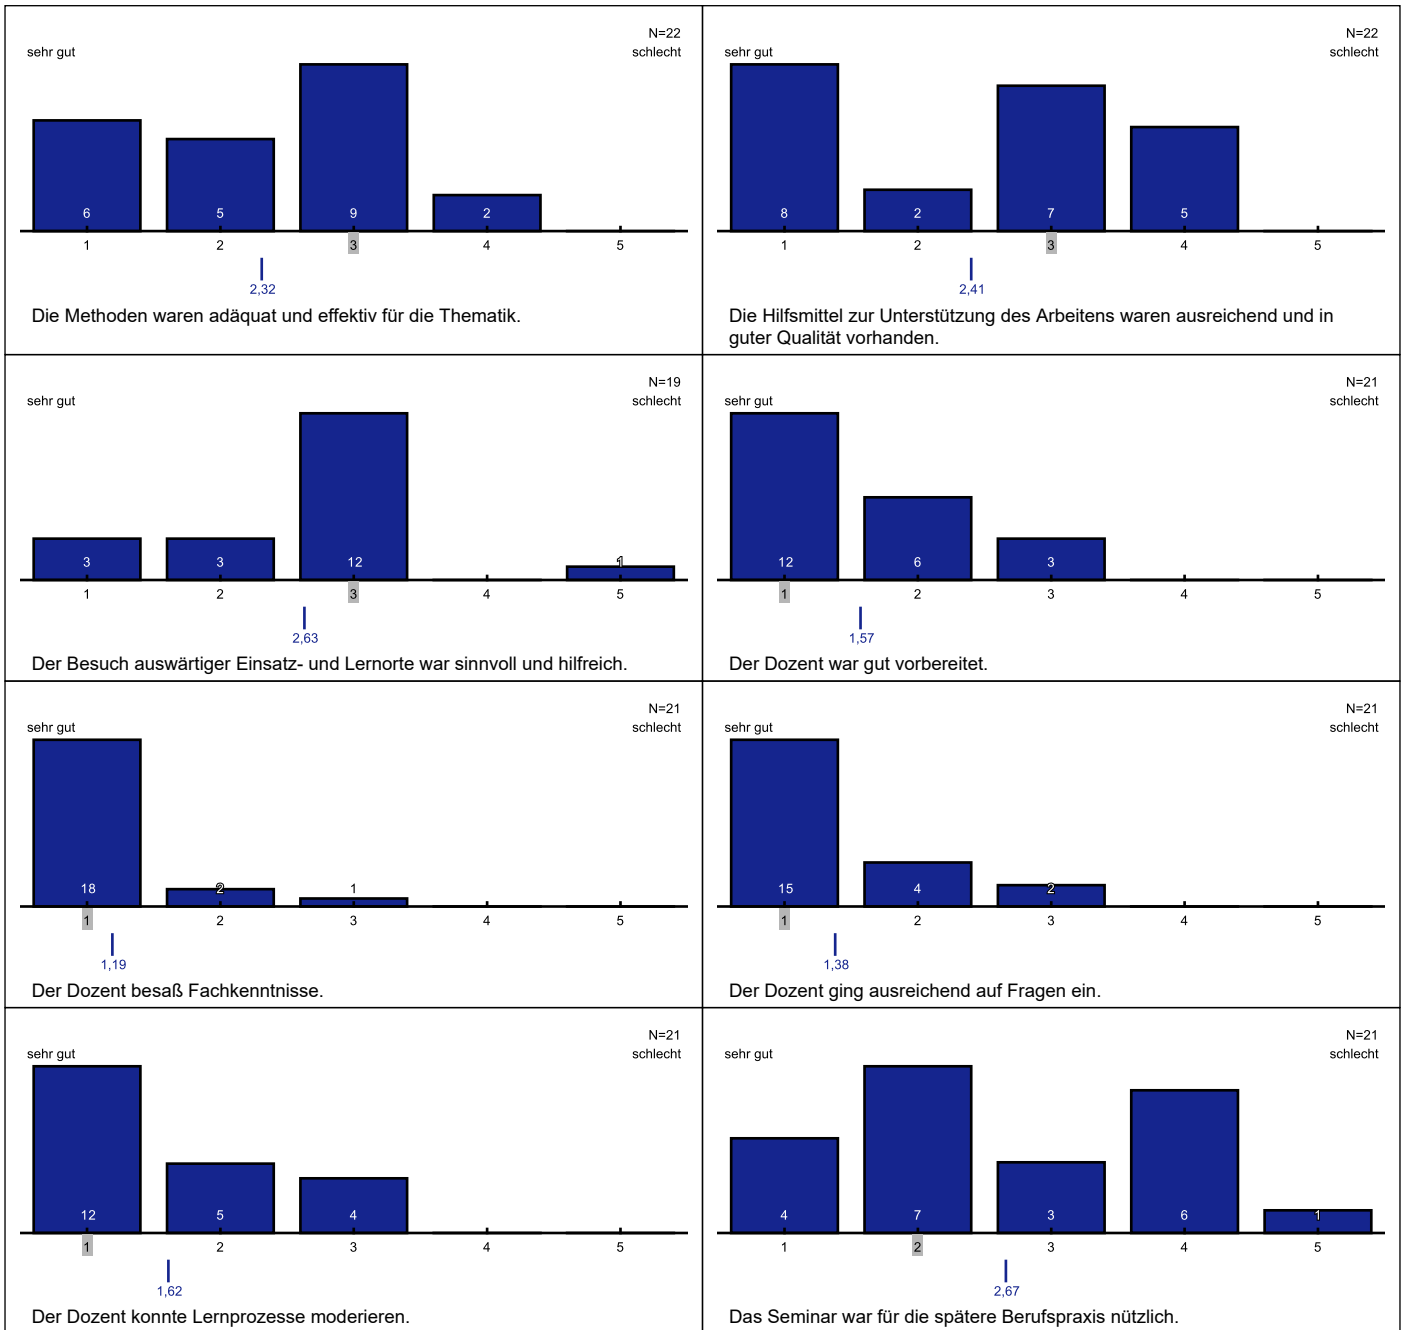 N=22
sehr gut schlecht
6 5 9 2
1 2 3 4 5
2,32
Die Methoden waren adäquat und effektiv für die Thematik.
N=22
sehr gut schlecht
8 2 7 5
1 2 3 4 5
2,41
Die Hilfsmittel zur Unterstützung des Arbeitens waren ausreichend und in
guter Qualität vorhanden.
N=19
sehr gut schlecht
3 3 12 1
1 2 3 4 5
2,63
Der Besuch auswärtiger Einsatz- und Lernorte war sinnvoll und hilfreich.
N=21
sehr gut schlecht
12 6 3
1 2 3 4 5
1,57
Der Dozent war gut vorbereitet.
N=21
sehr gut schlecht
18 2 1
1 2 3 4 5
1,19
Der Dozent besaß Fachkenntnisse.
N=21
sehr gut schlecht
15 4 2
1 2 3 4 5
1,38
Der Dozent ging ausreichend auf Fragen ein.
N=21
sehr gut schlecht
12 5 4
1 2 3 4 5
1,62
Der Dozent konnte Lernprozesse moderieren.
N=21
sehr gut schlecht
4 7 3 6 1
1 2 3 4 5
2,67
Das Seminar war für die spätere Berufspraxis nützlich.